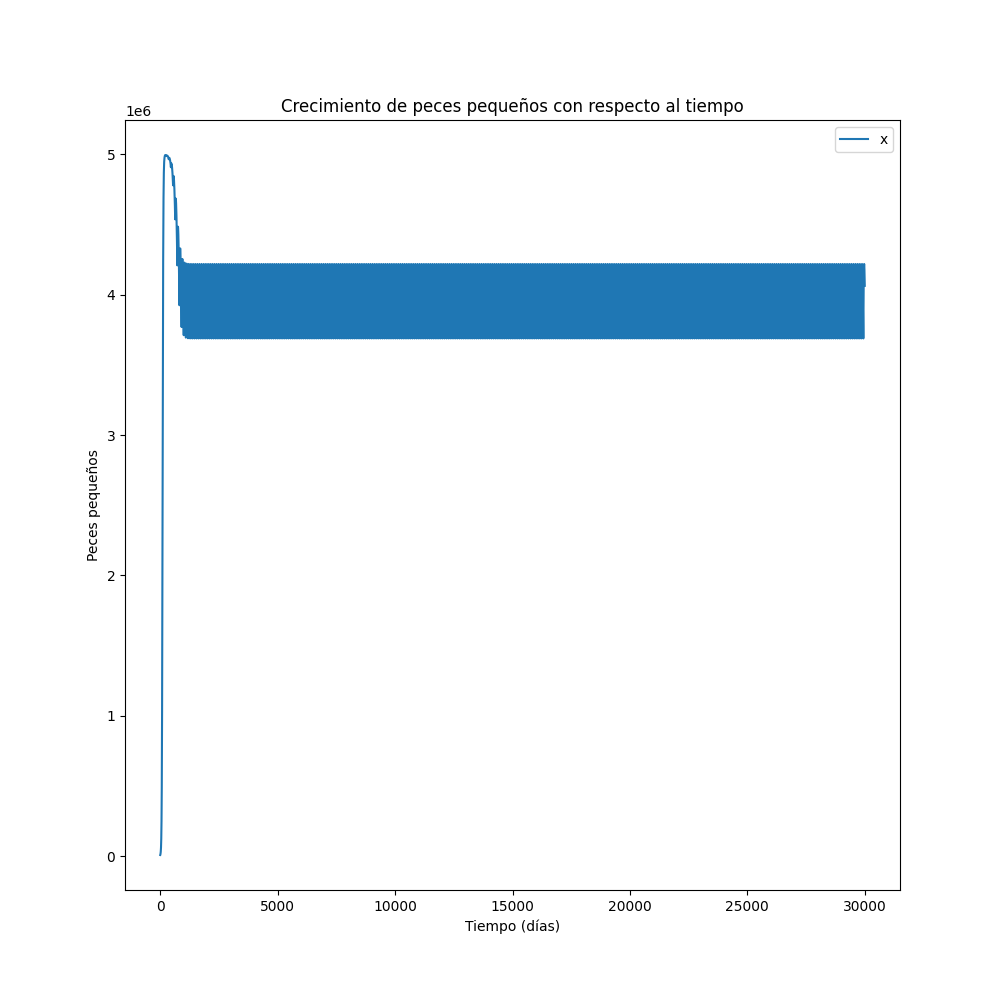 Crecimiento de peces pequeños con respecto al tiempo
1e6
x
5
4
3
2
1
0
Peces pequeños
0 5000 10000 15000 20000 25000 30000
Tiempo (días)